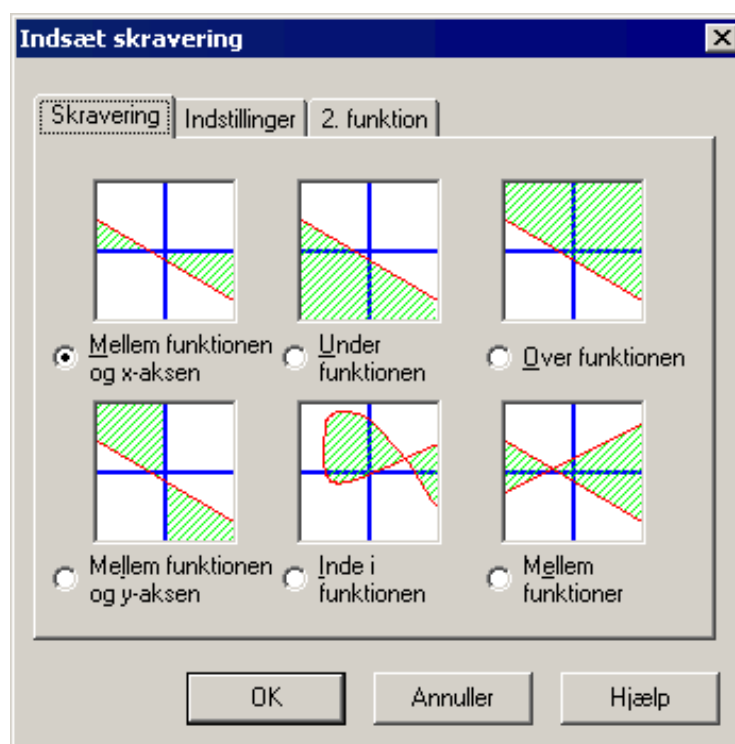 Indsæt skravering
Skravering Indstillinger 2. funktion
Mellem funktionen
og x-aksen
Under
funktionen
Over funktionen
Mellem funktionen
og y-aksen
Inde i
funktionen
Mellem
funktioner
OK Annuller Hjælp